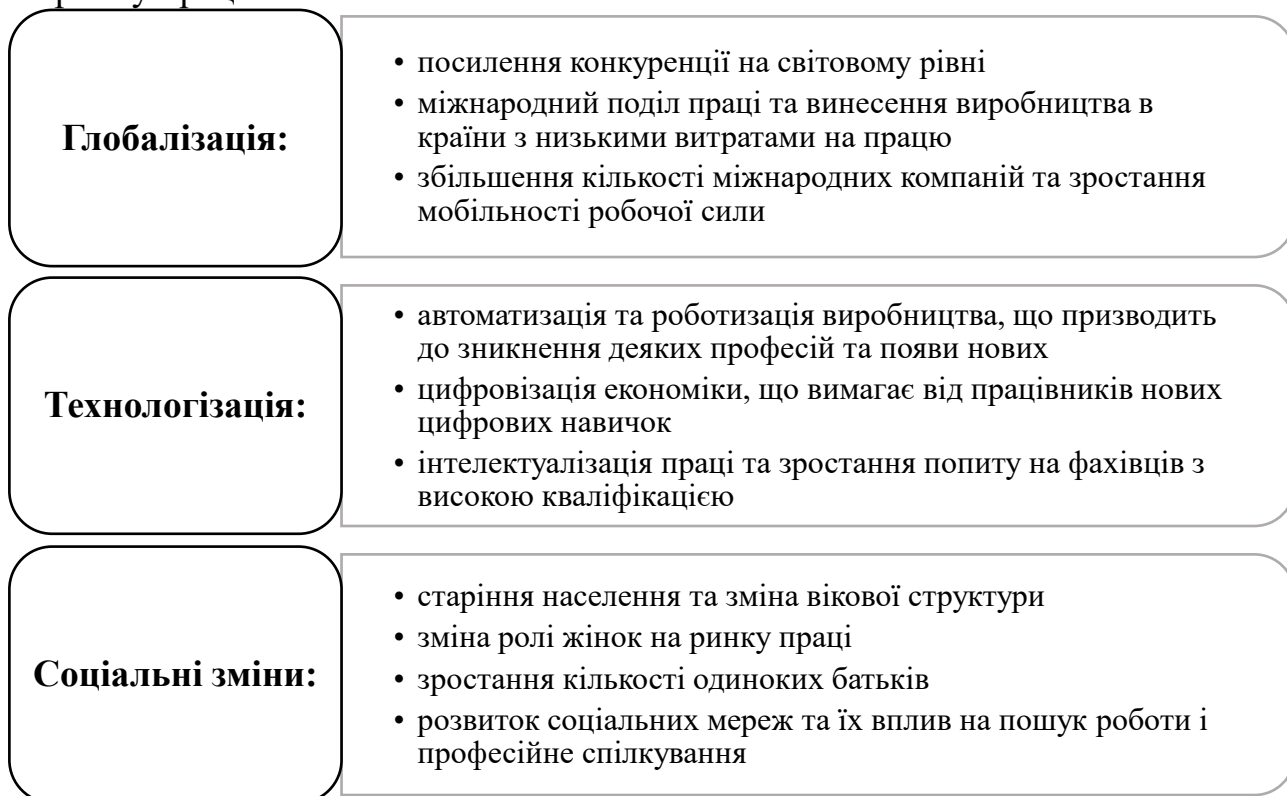 Глобалізація:
• посилення конкуренції на світовому рівні
• міжнародний поділ праці та винесення виробництва в
країни з низькими витратами на працю
• збільшення кількості міжнародних компаній та зростання
мобільності робочої сили
Технологізація:
• автоматизація та роботизація виробництва, що призводить
до зникнення деяких професій та появи нових
• цифровізація економіки, що вимагає від працівників нових
цифрових навичок
• інтелектуалізація праці та зростання попиту на фахівців з
високою кваліфікацією
Соціальні зміни:
• старіння населення та зміна вікової структури
• зміна ролі жінок на ринку праці
• зростання кількості одиноких батьків
• розвиток соціальних мереж та їх вплив на пошук роботи і
професійне спілкування